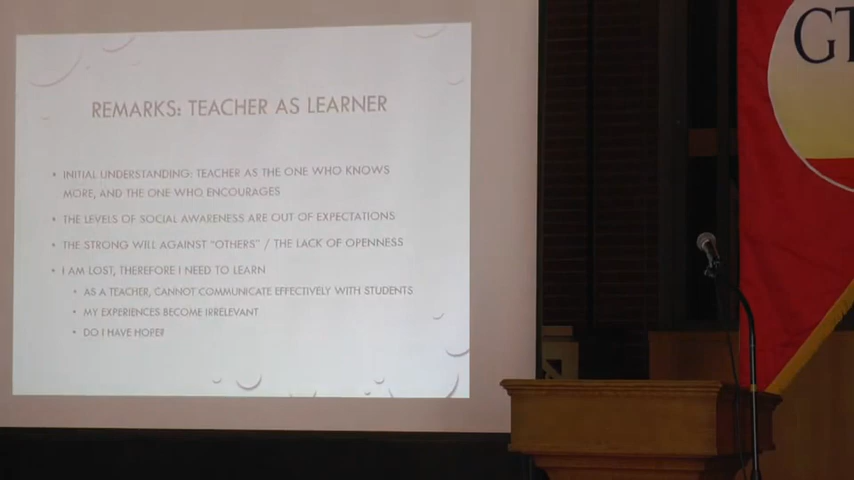 REMARKS: TEACHER AS LEARNER
• INITIAL UNDERSTANDING: TEACHER AS THE ONE WHO KNOWS
MORE, AND THE ONE WHO ENCOURAGES
• THE LEVELS OF SOCIAL AWARENESS ARE OUT OF EXPECTATIONS
• THE STRONG WILL AGAINST "OTHERS" / THE LACK OF OPENNESS
• I AM LOST, THEREFORE I NEED TO LEARN
• AS A TEACHER, CANNOT COMMUNICATE EFFECTIVELY WITH STUDENTS
• MY EXPERIENCES BECOME IRRELEVANT
• DO I HAVE HOPE?
GT